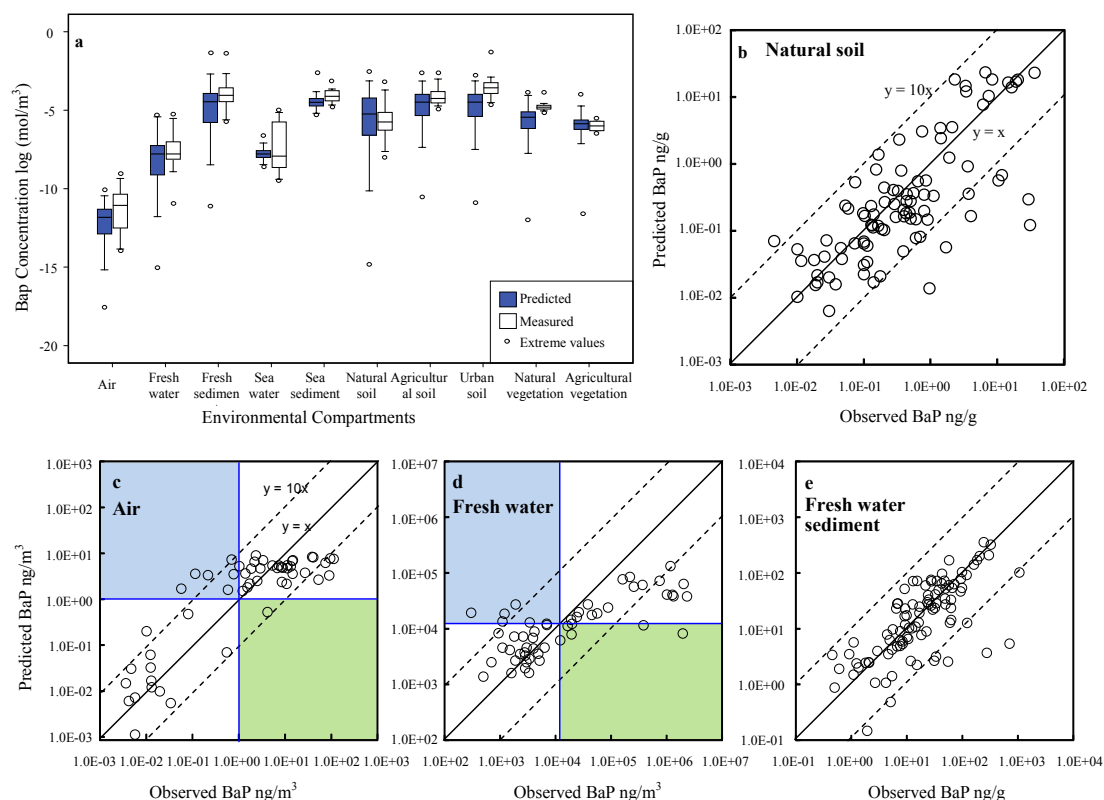 a
0
-5
-10
-15
-20
Bap Concentration log (mol/m³)
Predicted
Measured
Extreme values
Air
Fresh water
Fresh sedimen
Sea water
Sea sediment
Natural soil
Agricultur al soil
Urban soil
Natural vegetation
Agricultural vegetation
Environmental Compartments
b Natural soil
1.0E+02
1.0E+01
1.0E+00
1.0E-01
1.0E-02
1.0E-03
Predicted BaP ng/g
y = 10x
y = x
1.0E-03 1.0E-02 1.0E-01 1.0E+00 1.0E+01 1.0E+02
Observed BaP ng/g
c
Air
1.0E+03
1.0E+02
1.0E+01
1.0E+00
1.0E-01
1.0E-02
1.0E-03
Predicted BaP ng/m³
y = 10x
y = x
1.0E-03 1.0E-02 1.0E-01 1.0E+00 1.0E+01 1.0E+02 1.0E+03
Observed BaP ng/m³
d
Fresh water
1.0E+07
1.0E+06
1.0E+05
1.0E+04
1.0E+03
1.0E+02
1.0E+02 1.0E+03 1.0E+04 1.0E+05 1.0E+06 1.0E+07
Observed BaP ng/m³
e
Fresh water
sediment
1.0E+04
1.0E+03
1.0E+02
1.0E+01
1.0E+00
1.0E-01
1.0E-01 1.0E+00 1.0E+01 1.0E+02 1.0E+03 1.0E+04
Observed BaP ng/g